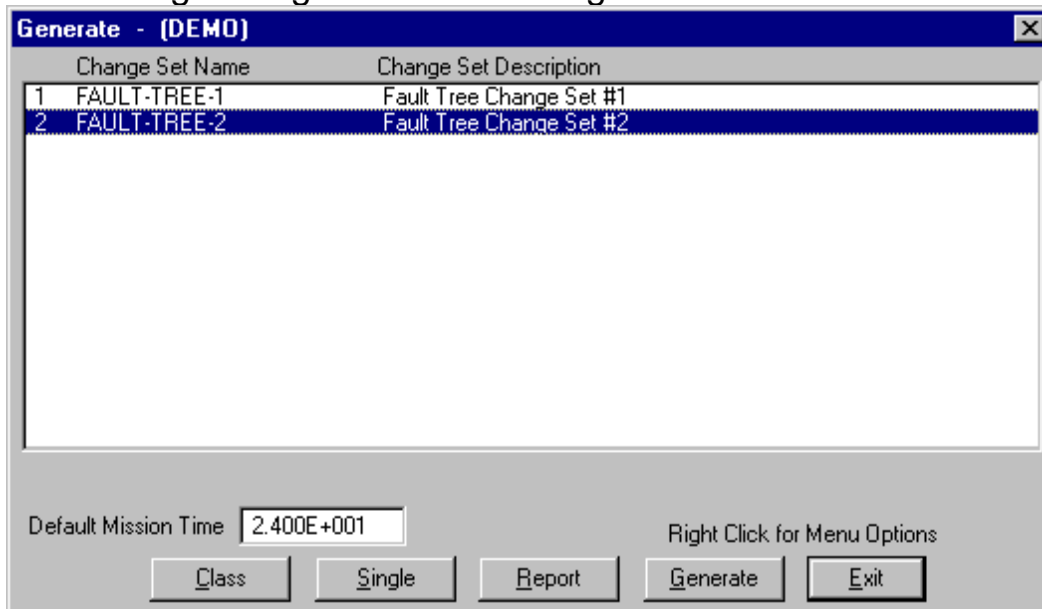 Generate - (DEMO)
Change Set Name Change Set Description
1 FAULT-TREE-1 Fault Tree Change Set #1
2 FAULT-TREE-2 Fault Tree Change Set #2
Default Mission Time 2.400E+001 Right Click for Menu Options
Class Single Report Generate Exit